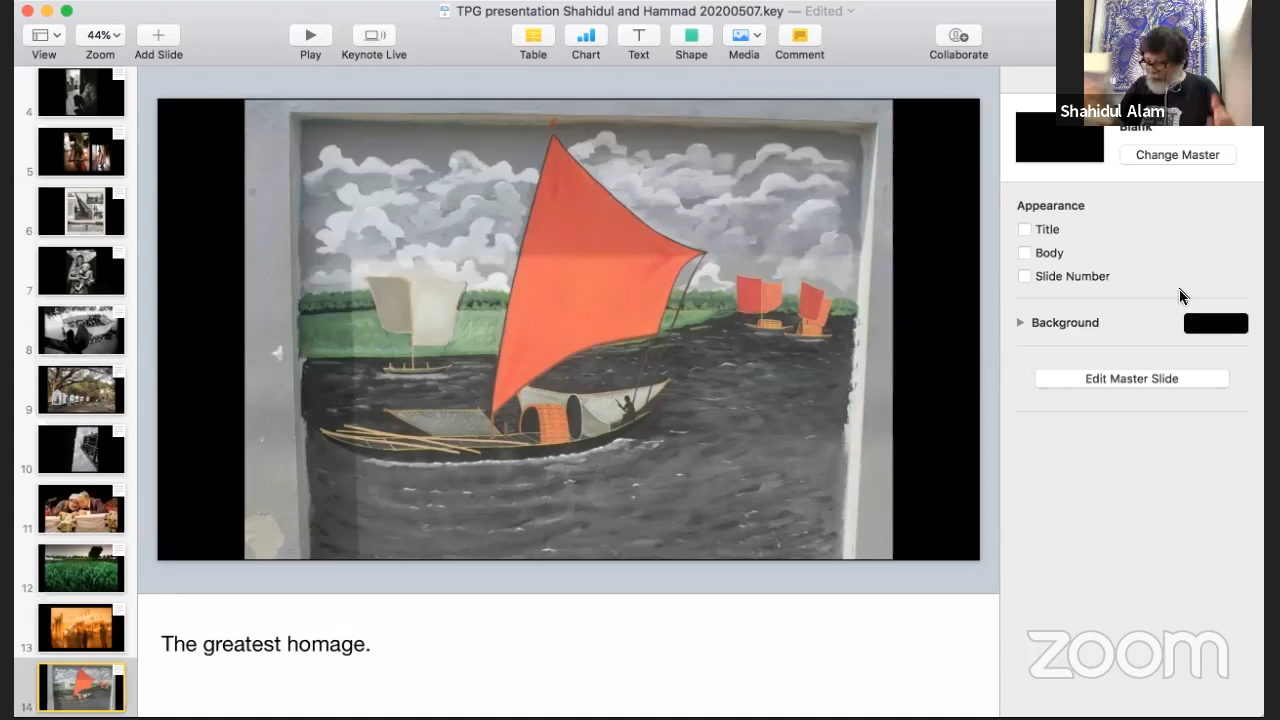 TPG presentation Shahidul and Hammad 20200507.key — Edited
44%
View
Zoom
Add Slide
Play
Keynote Live
Table
Chart
Text
Shape
Media
Comment
Collaborate
Shahidul Alam
Blank
Change Master
Appearance
Title
Body
Slide Number
Background
Edit Master Slide
4
5
6
7
8
9
10
11
12
13
14
The greatest homage.
zoom